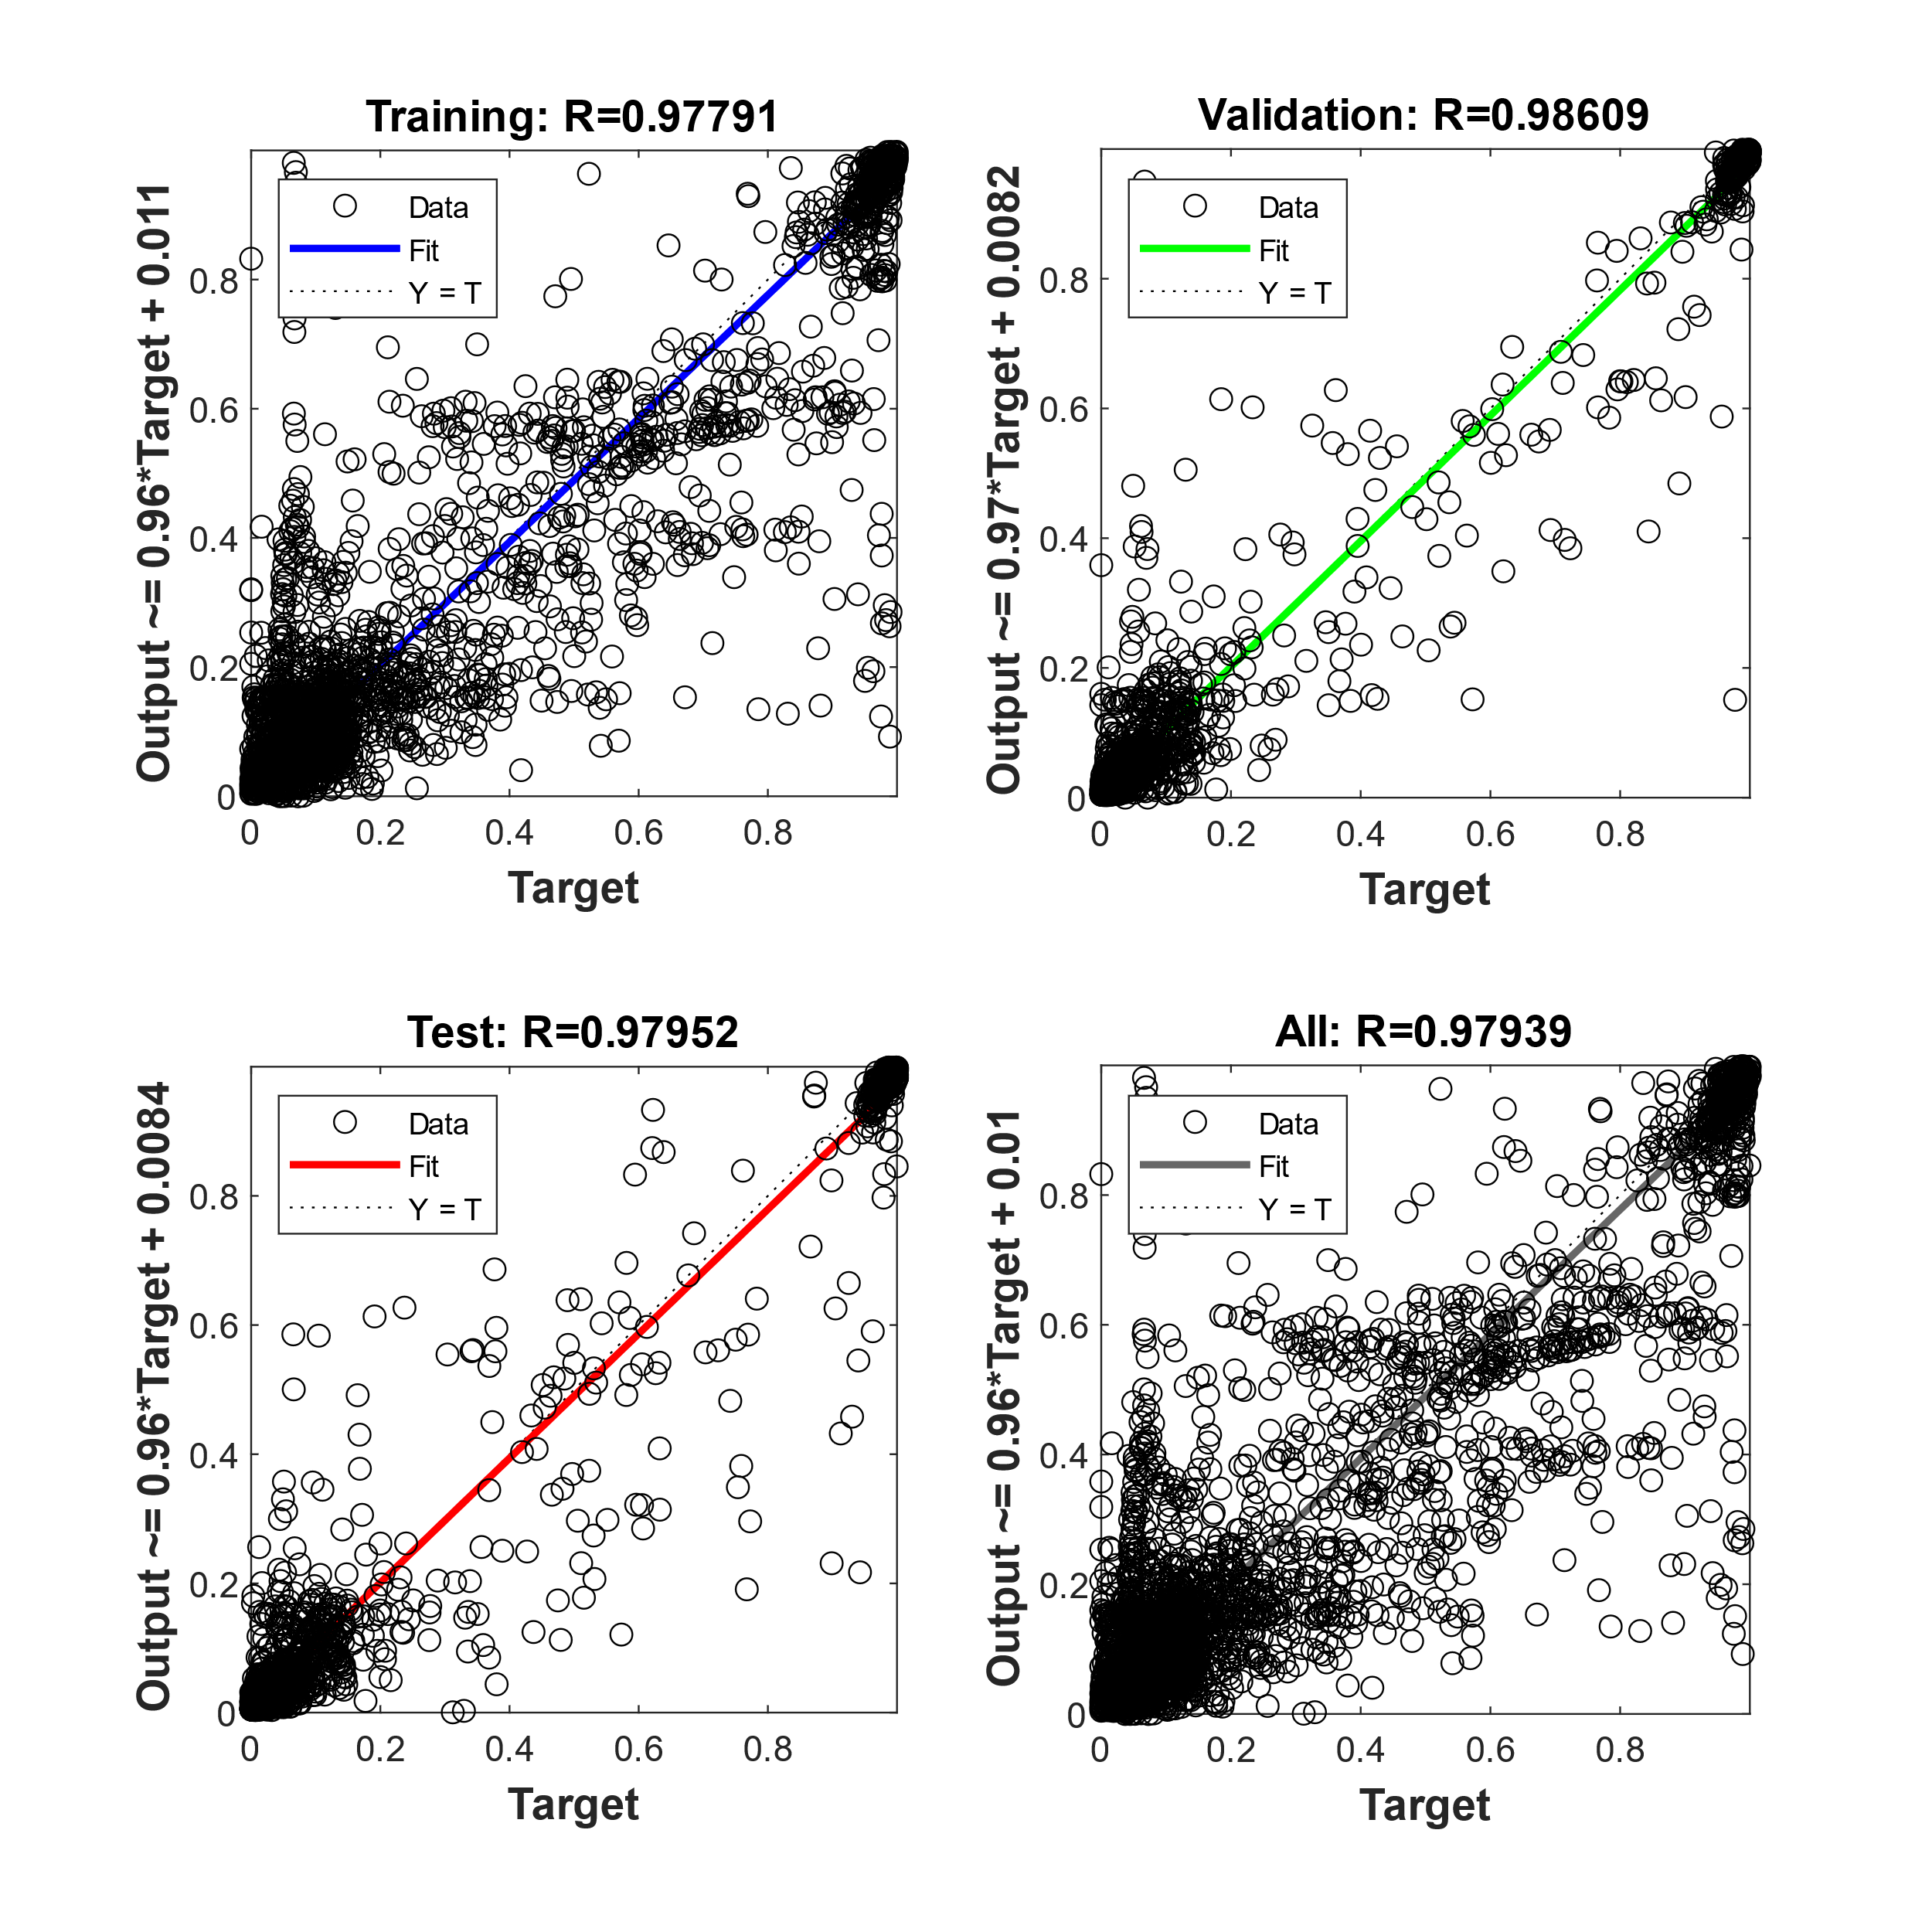 Training: R=0.97791
Output ~= 0.96*Target + 0.011
Data
Fit
Y = T
0.8
0.6
0.4
0.2
0
0 0.2 0.4 0.6 0.8
Target
Validation: R=0.98609
Output ~= 0.97*Target + 0.0082
Data
Fit
Y = T
0.8
0.6
0.4
0.2
0
0 0.2 0.4 0.6 0.8
Target
Test: R=0.97952
Output ~= 0.96*Target + 0.0084
Data
Fit
Y = T
0.8
0.6
0.4
0.2
0
0 0.2 0.4 0.6 0.8
Target
All: R=0.97939
Output ~= 0.96*Target + 0.01
Data
Fit
Y = T
0.8
0.6
0.4
0.2
0
0 0.2 0.4 0.6 0.8
Target